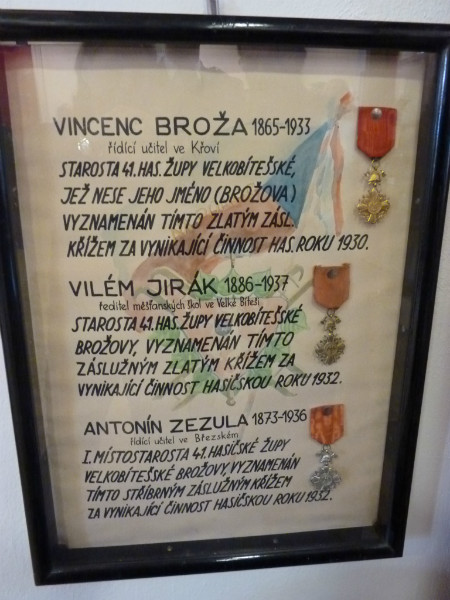 VINCENC BROŽA 1865-1933
řídící učitel ve Křoví
STAROSTA 41. HAS. ŽUPY VELKOBÍTEŠSKÉ,
JEŽ NESE JEHO JMÉNO (BROŽOVA)
VYZNAMENÁN TÍMTO ZLATÝM ZÁSL.
KŘÍŽEM ZA VYNIKAJÍCÍ ČINNOST HAS. ROKU 1930.
VILÉM JIRÁK 1886-1937
ředitel měšťanských škol ve Velké Bíteši
STAROSTA 41. HAS. ŽUPY VELKOBÍTEŠSKÉ
BROŽOVY, VYZNAMENÁN TÍMTO
ZÁSLUŽNÝM ZLATÝM KŘÍŽEM ZA
VYNIKAJÍCÍ ČINNOST HASIČSKOU ROKU 1932.
ANTONÍN ZEZULA 1873-1936
řídící učitel ve Březském
I. MÍSTOSTAROSTA 41. HASIČSKÉ ŽUPY
VELKOBÍTEŠSKÉ BROŽOVY, VYZNAMENÁN
TÍMTO STŘÍBRNÝM ZÁSLUŽNÝM KŘÍŽEM
ZA VYNIKAJÍCÍ ČINNOST HASIČSKOU ROKU 1932.